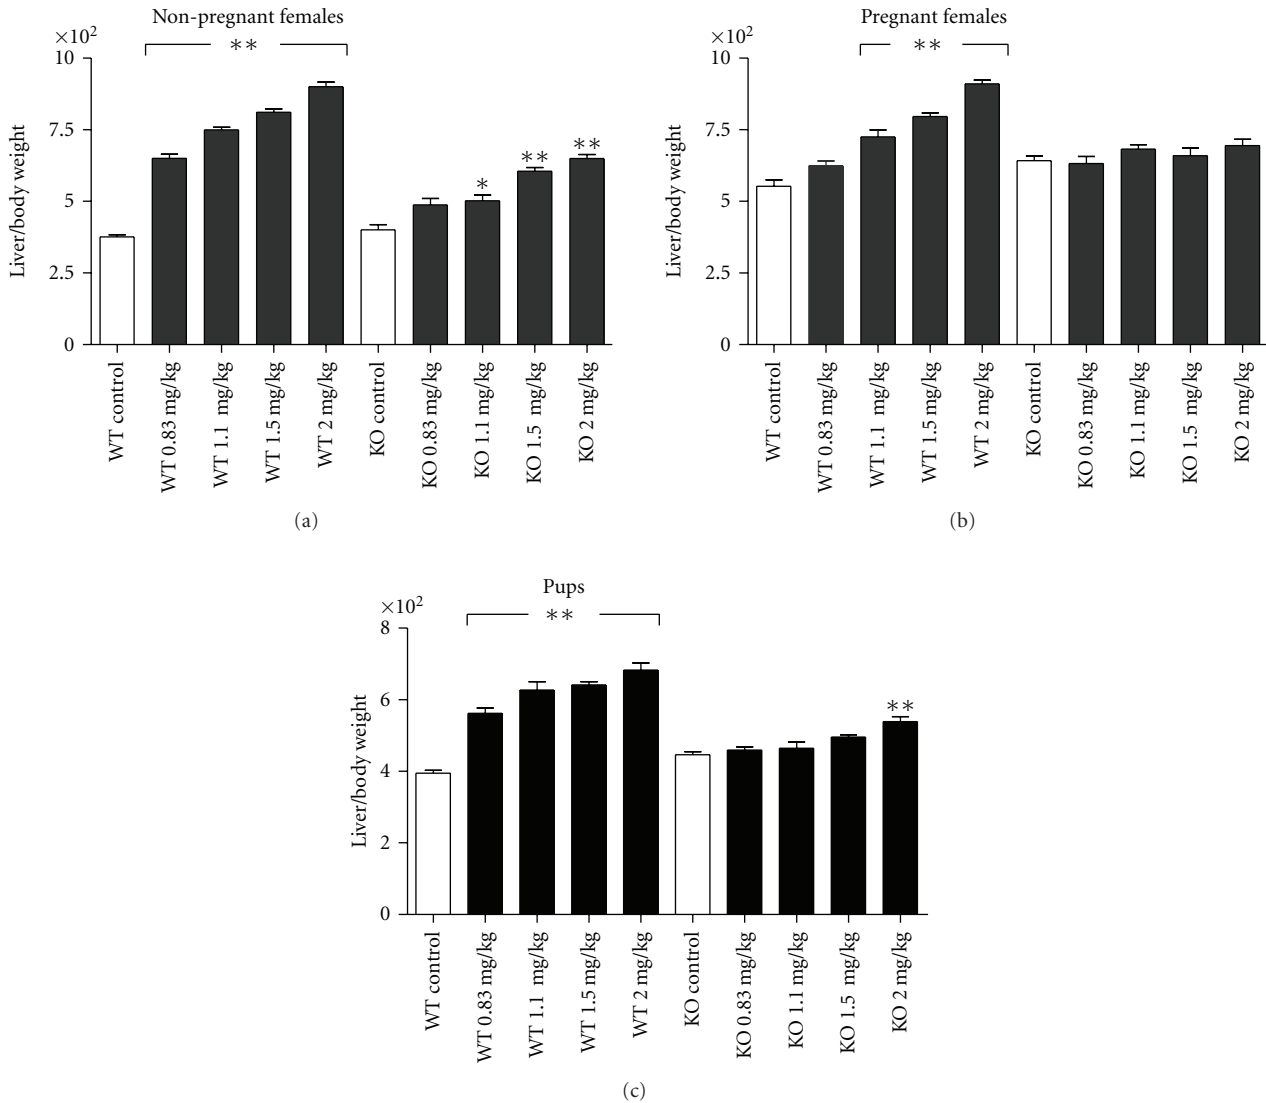 Non-pregnant females
×10²
∗∗
10
7.5
5
2.5
0
Liver/body weight
∗
∗∗
∗∗
WT control
WT 0.83 mg/kg
WT 1.1 mg/kg
WT 1.5 mg/kg
WT 2 mg/kg
KO control
KO 0.83 mg/kg
KO 1.1 mg/kg
KO 1.5 mg/kg
KO 2 mg/kg
(a)
Pregnant females
×10²
∗∗
10
7.5
5
2.5
0
Liver/body weight
WT control
WT 0.83 mg/kg
WT 1.1 mg/kg
WT 1.5 mg/kg
WT 2 mg/kg
KO control
KO 0.83 mg/kg
KO 1.1 mg/kg
KO 1.5 mg/kg
KO 2 mg/kg
(b)
Pups
×10²
∗∗
8
6
4
2
0
Liver/body weight
∗∗
WT control
WT 0.83 mg/kg
WT 1.1 mg/kg
WT 1.5 mg/kg
WT 2 mg/kg
KO control
KO 0.83 mg/kg
KO 1.1 mg/kg
KO 1.5 mg/kg
KO 2 mg/kg
(c)